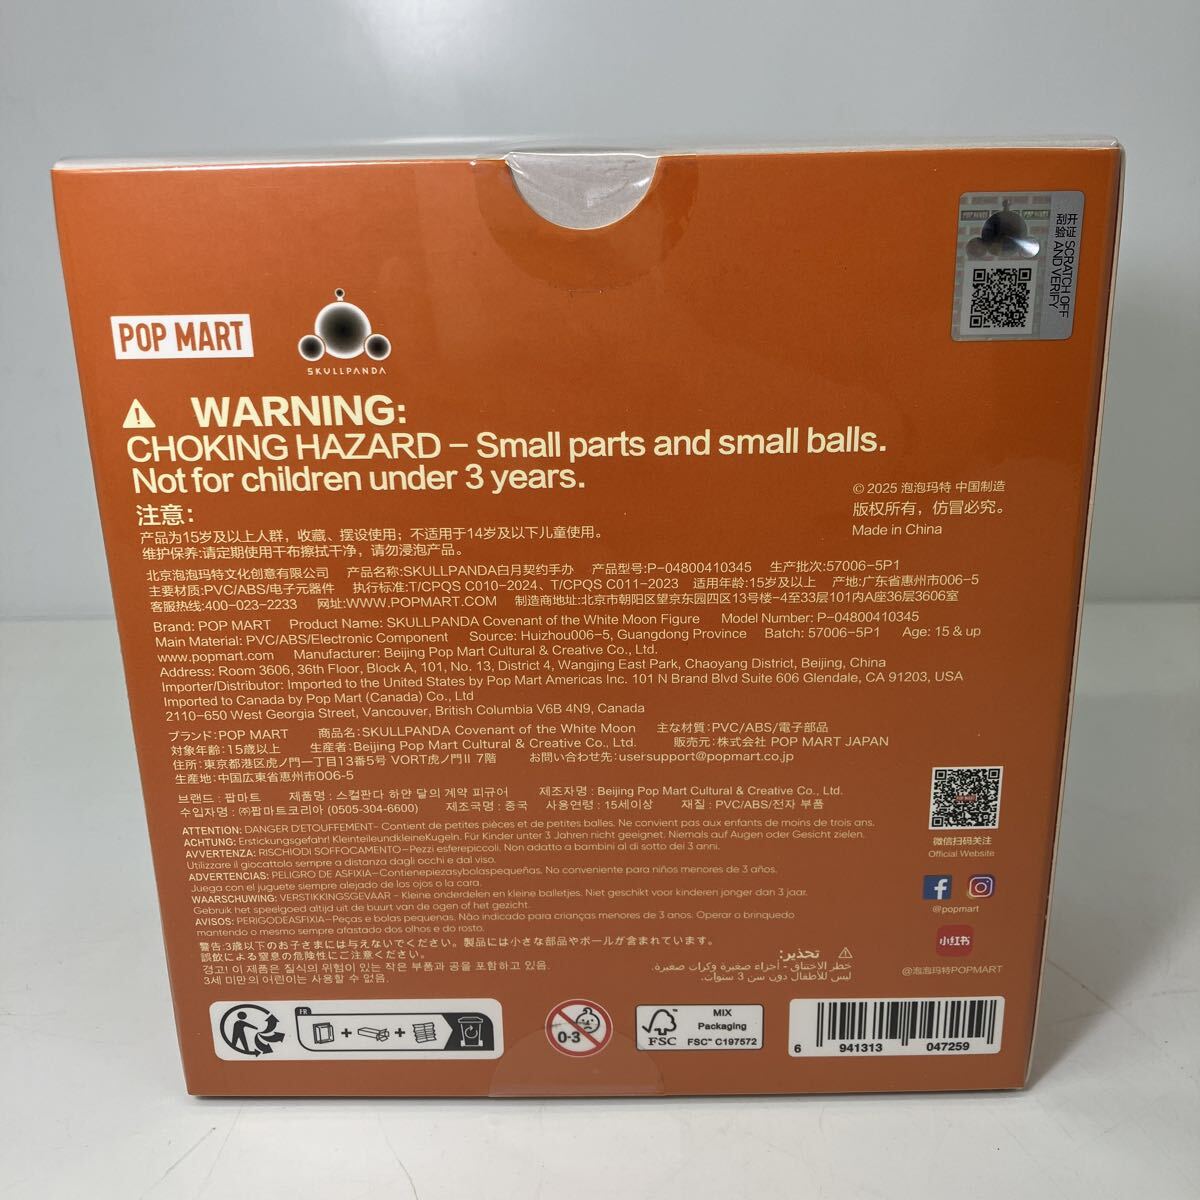 POP MART
SKULLPANDA
POP MART
刮开验证 SCRATCH OFF AND VERIFY
WARNING:
CHOKING HAZARD – Small parts and small balls.
Not for children under 3 years.
© 2025 泡泡玛特 中国制造
版权所有，仿冒必究。
Made in China
注意：
产品为15岁及以上人群，收藏、摆设使用；不适用于14岁及以下儿童使用。
维护保养:请定期使用干布擦拭干净，请勿浸泡产品。
北京泡泡玛特文化创意有限公司 产品名称:SKULLPANDA白月契约手办 产品型号:P-04800410345 生产批次:57006-5P1
主要材质:PVC/ABS/电子元器件 执行标准:T/CPQS C010-2024、T/CPQS C011-2023 适用年龄:15岁及以上 产地:广东省惠州市006-5
客服热线:400-023-2233 网址:WWW.POPMART.COM 制造商地址:北京市朝阳区望京东园四区13号楼-4至33层101内A座36层3606室
Brand: POP MART Product Name: SKULLPANDA Covenant of the White Moon Figure Model Number: P-04800410345
Main Material: PVC/ABS/Electronic Component Source: Huizhou006-5, Guangdong Province Batch: 57006-5P1 Age: 15 & up
www.popmart.com Manufacturer: Beijing Pop Mart Cultural & Creative Co., Ltd.
Address: Room 3606, 36th Floor, Block A, 101, No. 13, District 4, Wangjing East Park, Chaoyang District, Beijing, China
Importer/Distributor: Imported to the United States by Pop Mart Americas Inc. 101 N Brand Blvd Suite 606 Glendale, CA 91203, USA
Imported to Canada by Pop Mart (Canada) Co., Ltd
2110-650 West Georgia Street, Vancouver, British Columbia V6B 4N9, Canada
ブランド:POP MART 商品名:SKULLPANDA Covenant of the White Moon 主な材質:PVC/ABS/電子部品
対象年齢:15歳以上 生産者:Beijing Pop Mart Cultural & Creative Co., Ltd. 販売元:株式会社 POP MART JAPAN
住所:東京都港区虎ノ門一丁目13番5号 VORT虎ノ門II 7階 お問い合わせ先:usersupport@popmart.co.jp
生産地:中国広東省惠州市006-5
브랜드 : 팝마트 제품명 : 스컬판다 하얀 달의 계약 피규어 제조자명 : Beijing Pop Mart Cultural & Creative Co., Ltd.
수입자명 : ㈜팝마트코리아 (0505-304-6600) 제조국명 : 중국 사용연령 : 15세이상 재질 : PVC/ABS/전자 부품
ATTENTION: DANGER D'ETOUFFEMENT- Contient de petites pièces et de petites balles. Ne convient pas aux enfants de moins de trois ans.
ACHTUNG: Erstickungsgefahr! KleinteileundkleineKugeln. Für Kinder unter 3 Jahren nicht geeignet. Niemals auf Augen oder Gesicht zielen.
AVVERTENZA: RISCHIODI SOFFOCAMENTO-Pezzi esferepiccoli. Non adatto a bambini al di sotto dei 3 anni.
Utilizzare il giocattolo sempre a distanza dagli occhi e dal viso.
ADVERTENCIAS: PELIGRO DE ASFIXIA-Contienepiezasybolaspequeñas. No conveniente para niños menores de 3 años.
Juega con el juguete siempre alejado de los ojos o la cara.
WAARSCHUWING: VERSTIKKINGSGEVAAR - Kleine onderdelen en kleine balletjes. Niet geschikt voor kinderen jonger dan 3 jaar.
Gebruik het speelgoed altijd uit de buurt van de ogen of het gezicht.
AVISOS: PERIGODEASFIXIA-Peças e bolas pequenas. Não indicado para crianças menores de 3 anos. Operar o brinquedo
mantendo o mesmo sempre afastado dos olhos e do rosto.
警告:3歳以下のお子さまには与えないでください。製品には小さな部品やボールが含まれています。
誤飲による窒息の危険性にご注意ください。
경고! 이 제품은 질식의 위험이 있는 작은 부품과 공을 포함하고 있음.
3세 미만의 어린이는 사용할 수 없음.
تحذير:
خطر الاختناق - أجزاء صغيرة وكرات صغيرة.
ليس للأطفال دون سن 3 سنوات.
微信扫码关注
Official Website
@popmart
小红书
@泡泡玛特POPMART
FR
0-3
FSC
MIX
Packaging
FSC™ C197572
6 941313 047259